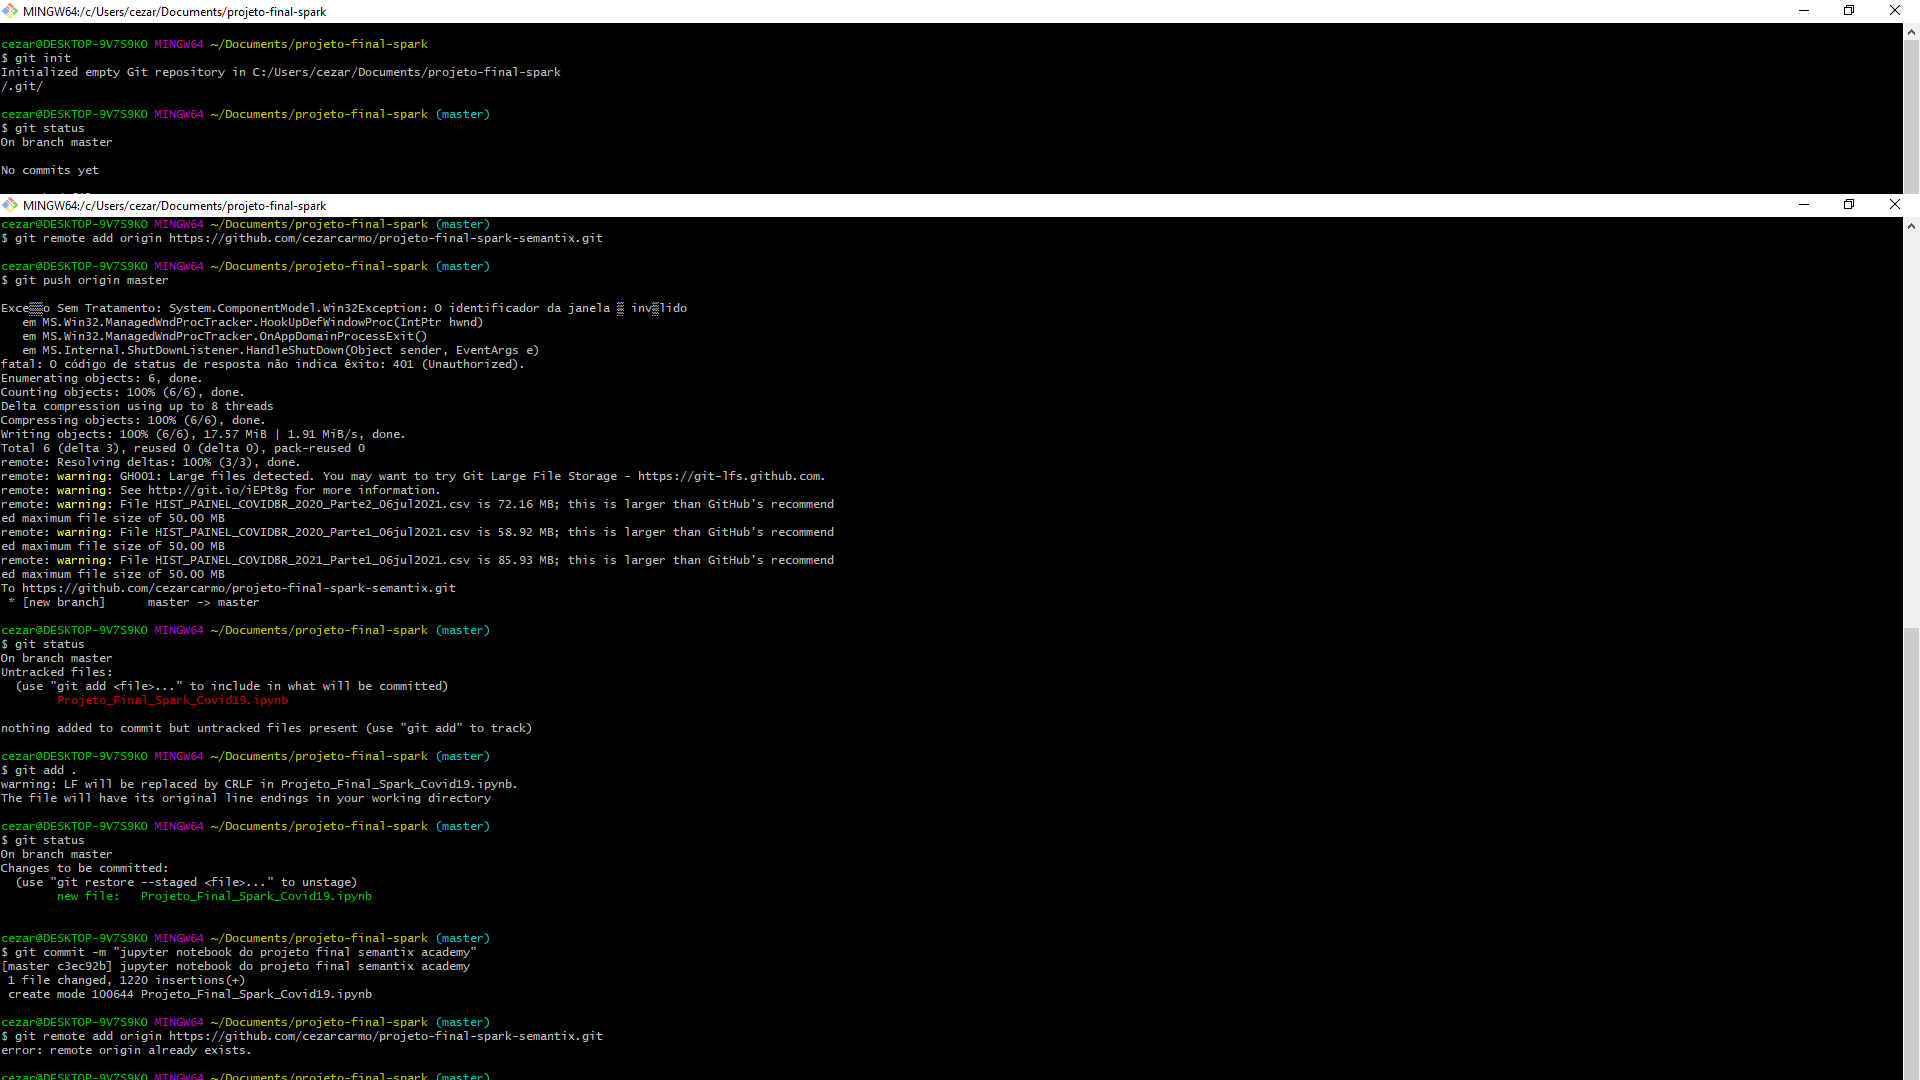 MINGW64:/c/Users/cezar/Documents/projeto-final-spark
cezar@DESKTOP-9V7S9KO MINGW64 ~/Documents/projeto-final-spark
$ git init
Initialized empty Git repository in C:/Users/cezar/Documents/projeto-final-spark
/.git/
cezar@DESKTOP-9V7S9KO MINGW64 ~/Documents/projeto-final-spark (master)
$ git status
On branch master
No commits yet
MINGW64:/c/Users/cezar/Documents/projeto-final-spark
cezar@DESKTOP-9V7S9KO MINGW64 ~/Documents/projeto-final-spark (master)
$ git remote add origin https://github.com/cezarcarmo/projeto-final-spark-semantix.git
cezar@DESKTOP-9V7S9KO MINGW64 ~/Documents/projeto-final-spark (master)
$ git push origin master
Exce▒▒o Sem Tratamento: System.ComponentModel.Win32Exception: O identificador da janela ▒ inv▒lido
em MS.Win32.ManagedWndProcTracker.HookUpDefWindowProc(IntPtr hwnd)
em MS.Win32.ManagedWndProcTracker.OnAppDomainProcessExit()
em MS.Internal.ShutDownListener.HandleShutDown(Object sender, EventArgs e)
fatal: O código de status de resposta não indica êxito: 401 (Unauthorized).
Enumerating objects: 6, done.
Counting objects: 100% (6/6), done.
Delta compression using up to 8 threads
Compressing objects: 100% (6/6), done.
Writing objects: 100% (6/6), 17.57 MiB | 1.91 MiB/s, done.
Total 6 (delta 3), reused 0 (delta 0), pack-reused 0
remote: Resolving deltas: 100% (3/3), done.
remote: warning: GH001: Large files detected. You may want to try Git Large File Storage - https://git-lfs.github.com.
remote: warning: See http://git.io/iEPt8g for more information.
remote: warning: File HIST_PAINEL_COVIDBR_2020_Parte2_06jul2021.csv is 72.16 MB; this is larger than GitHub's recommend
ed maximum file size of 50.00 MB
remote: warning: File HIST_PAINEL_COVIDBR_2020_Parte1_06jul2021.csv is 58.92 MB; this is larger than GitHub's recommend
ed maximum file size of 50.00 MB
remote: warning: File HIST_PAINEL_COVIDBR_2021_Parte1_06jul2021.csv is 85.93 MB; this is larger than GitHub's recommend
ed maximum file size of 50.00 MB
To https://github.com/cezarcarmo/projeto-final-spark-semantix.git
* [new branch] master -> master
cezar@DESKTOP-9V7S9KO MINGW64 ~/Documents/projeto-final-spark (master)
$ git status
On branch master
Untracked files:
(use "git add <file>..." to include in what will be committed)
Projeto_Final_Spark_Covid19.ipynb
nothing added to commit but untracked files present (use "git add" to track)
cezar@DESKTOP-9V7S9KO MINGW64 ~/Documents/projeto-final-spark (master)
$ git add .
warning: LF will be replaced by CRLF in Projeto_Final_Spark_Covid19.ipynb.
The file will have its original line endings in your working directory
cezar@DESKTOP-9V7S9KO MINGW64 ~/Documents/projeto-final-spark (master)
$ git status
On branch master
Changes to be committed:
(use "git restore --staged <file>..." to unstage)
new file: Projeto_Final_Spark_Covid19.ipynb
cezar@DESKTOP-9V7S9KO MINGW64 ~/Documents/projeto-final-spark (master)
$ git commit -m "jupyter notebook do projeto final semantix academy"
[master c3ec92b] jupyter notebook do projeto final semantix academy
1 file changed, 1220 insertions(+)
create mode 100644 Projeto_Final_Spark_Covid19.ipynb
cezar@DESKTOP-9V7S9KO MINGW64 ~/Documents/projeto-final-spark (master)
$ git remote add origin https://github.com/cezarcarmo/projeto-final-spark-semantix.git
error: remote origin already exists.
cezar@DESKTOP-9V7S9KO MINGW64 ~/Documents/projeto-final-spark (master)